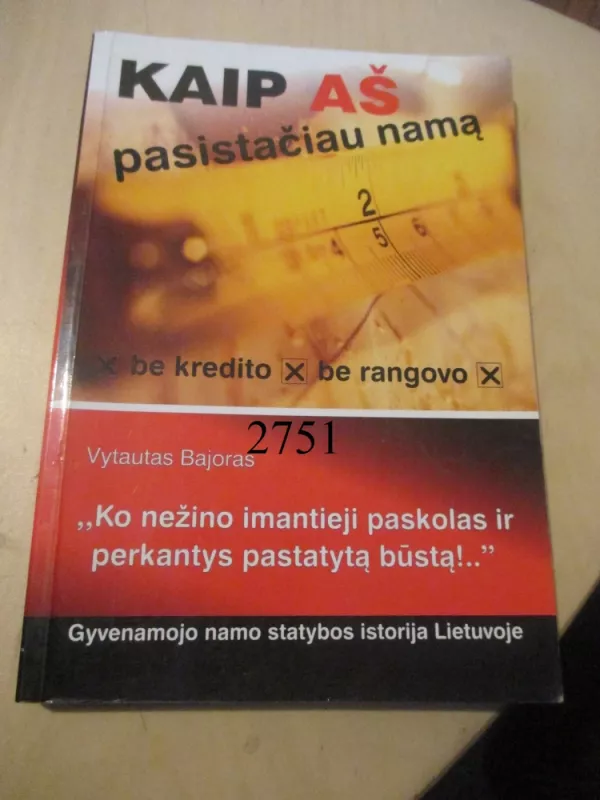 KAIP AŠ
pasistačiau namą
2
4 5 6
be kredito be rangovo
2751
Vytautas Bajoras
„Ko nežino imantieji paskolas ir
perkantys pastatytą būstą!..”
Gyvenamojo namo statybos istorija Lietuvoje